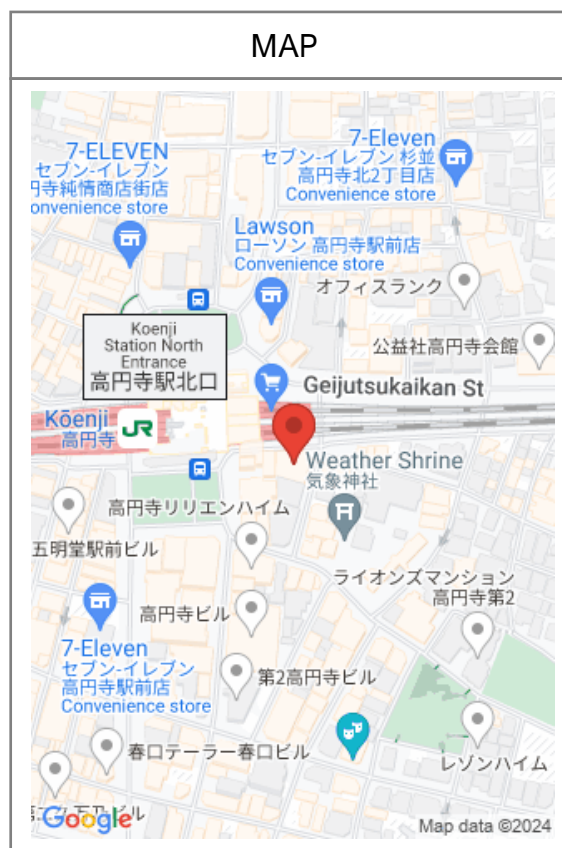 MAP
7-ELEVEN
セブン-イレブン
円寺純情商店街店
onvenience store
7-Eleven
セブン-イレブン 杉並
高円寺北2丁目店
Convenience store
Lawson
ローソン 高円寺駅前店
Convenience store
オフィスランク
Koenji
Station North
Entrance
高円寺駅北口
公益社高円寺会館
Geijutsukaikan St
Kōenji
高円寺
JR
Weather Shrine
気象神社
高円寺リリエンハイム
五明堂駅前ビル
ライオンズマンション
高円寺第2
高円寺ビル
7-Eleven
セブン-イレブン
高円寺駅前店
Convenience store
第2高円寺ビル
春口テーラー春口ビル
レゾンハイム
Google
Map data ©2024